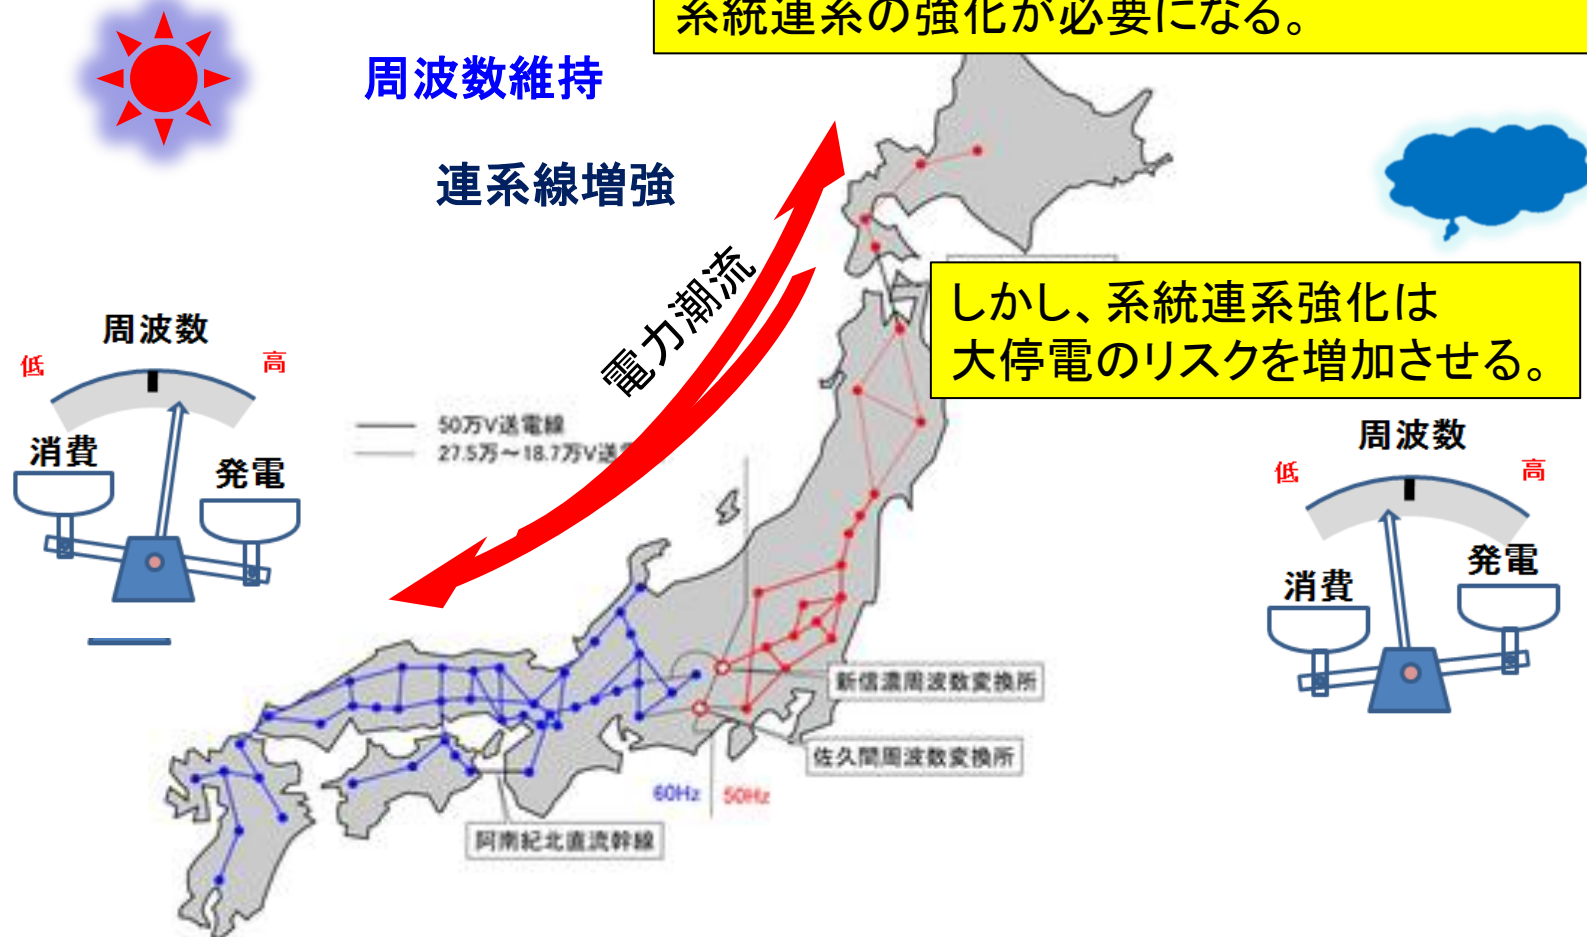 系統連系の強化が必要になる。
周波数維持
連系線増強
電力潮流
しかし、系統連系強化は
大停電のリスクを増加させる。
周波数
低
高
消費
発電
50万V送電線
27.5万～18.7万V送
周波数
低
高
消費
発電
新信濃周波数変換所
佐久間周波数変換所
60Hz
50Hz
阿南紀北直流幹線